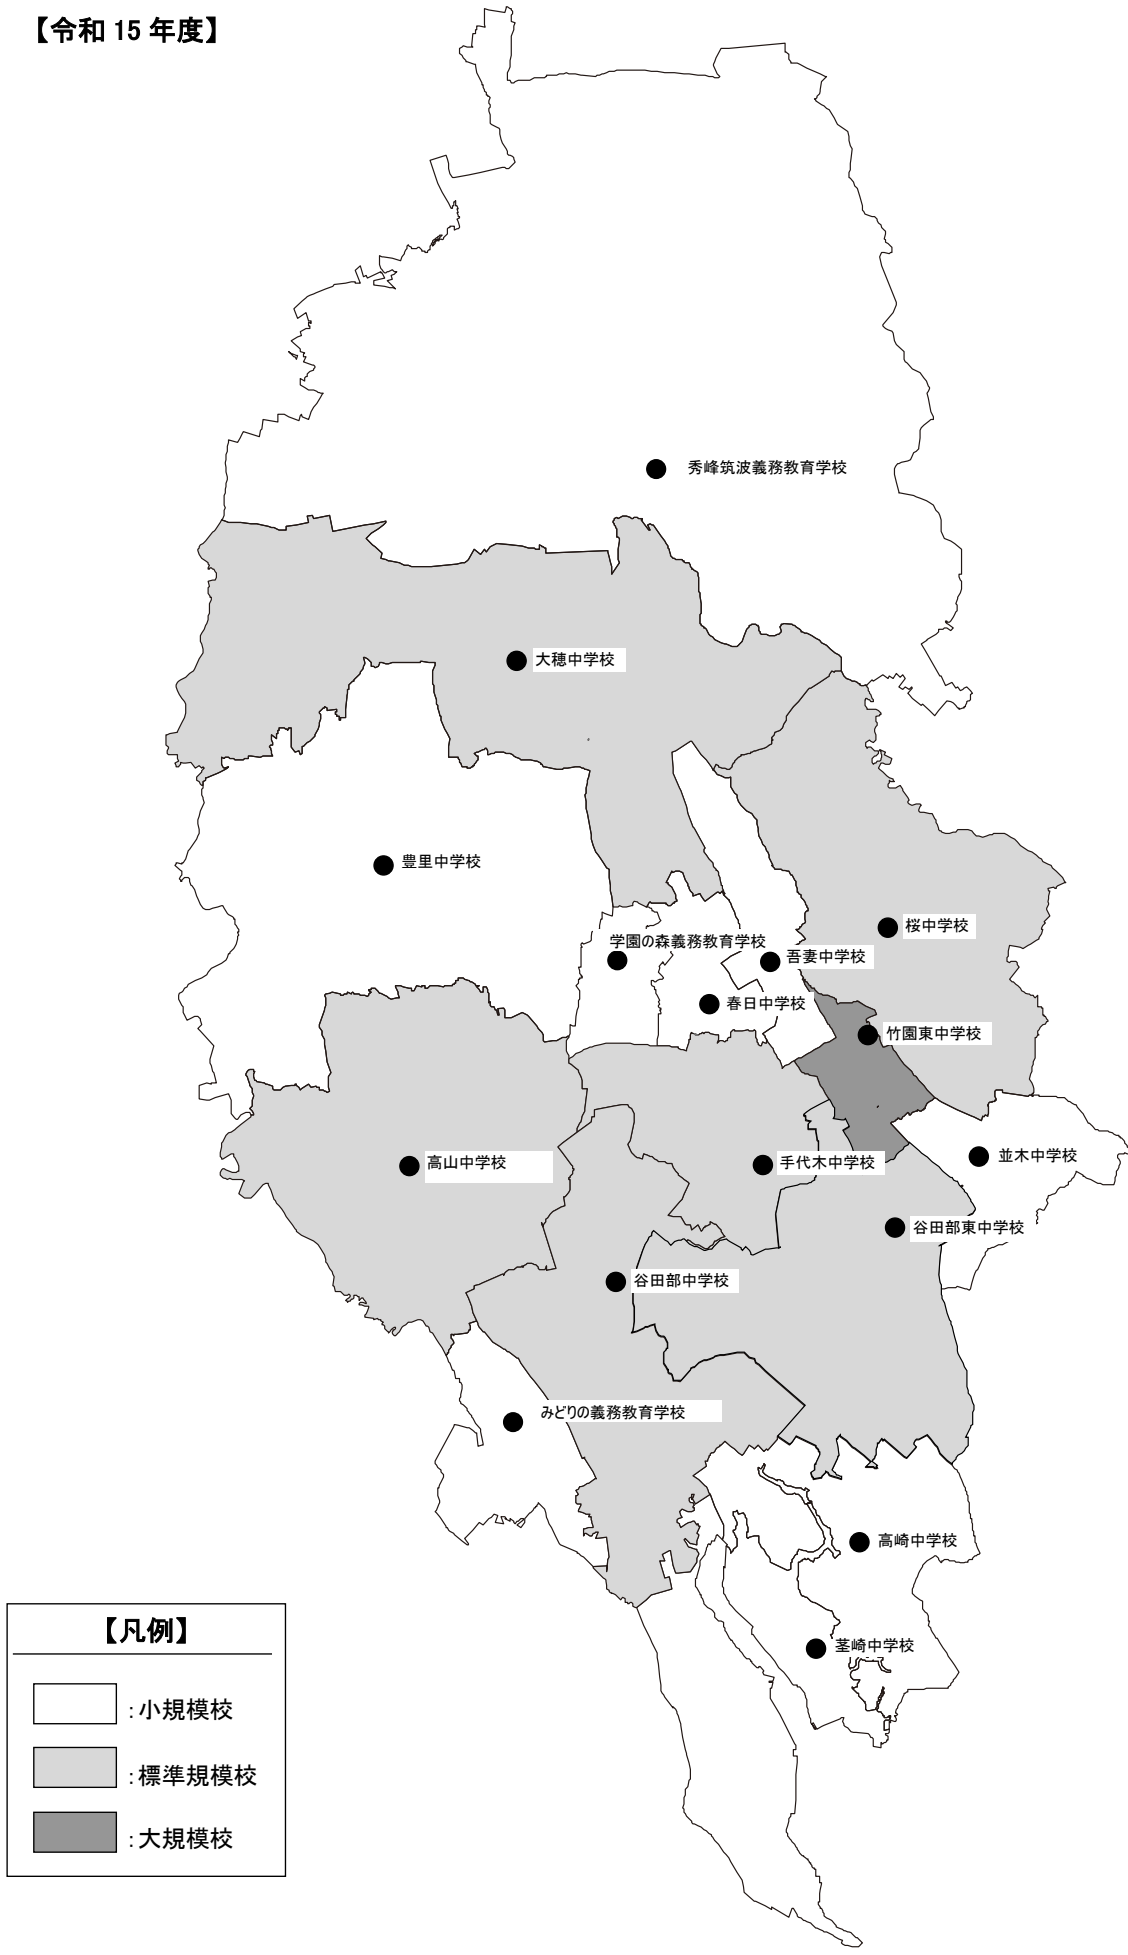 【令和 15 年度】
秀峰筑波義務教育学校
大穂中学校
豊里中学校
桜中学校
学園の森義務教育学校
吾妻中学校
春日中学校
竹園東中学校
並木中学校
高山中学校
手代木中学校
谷田部東中学校
谷田部中学校
みどりの義務教育学校
高崎中学校
茎崎中学校
【凡例】
：小規模校
：標準規模校
：大規模校